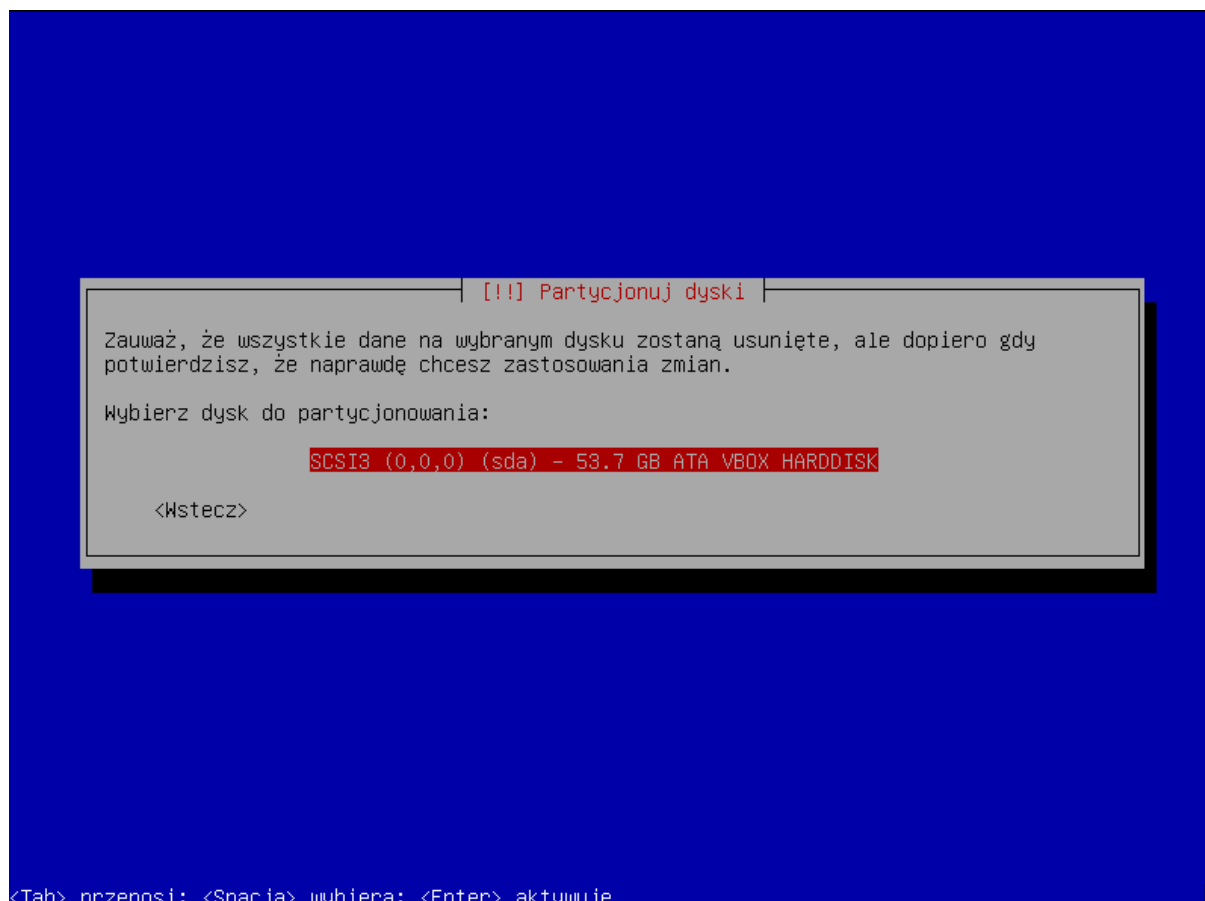 [!!] Partycjonuj dyski
Zauważ, że wszystkie dane na wybranym dysku zostaną usunięte, ale dopiero gdy
potwierdzisz, że naprawdę chcesz zastosowania zmian.
Wybierz dysk do partycjonowania:
SCSI3 (0,0,0) (sda) - 53.7 GB ATA VBOX HARDDISK
<Wstecz>
<Tab> przenosi; <Spacja> wybiera; <Enter> aktywuje